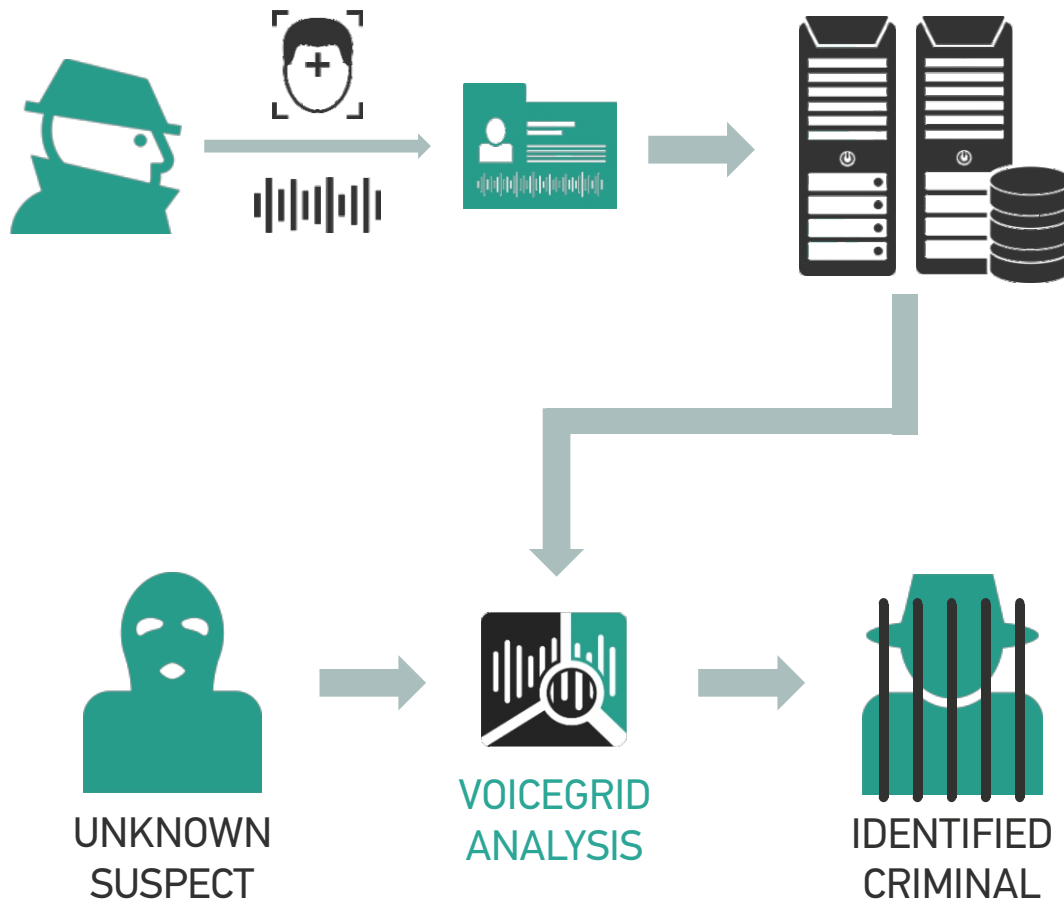 UNKNOWN
SUSPECT
VOICEGRID
ANALYSIS
IDENTIFIED
CRIMINAL